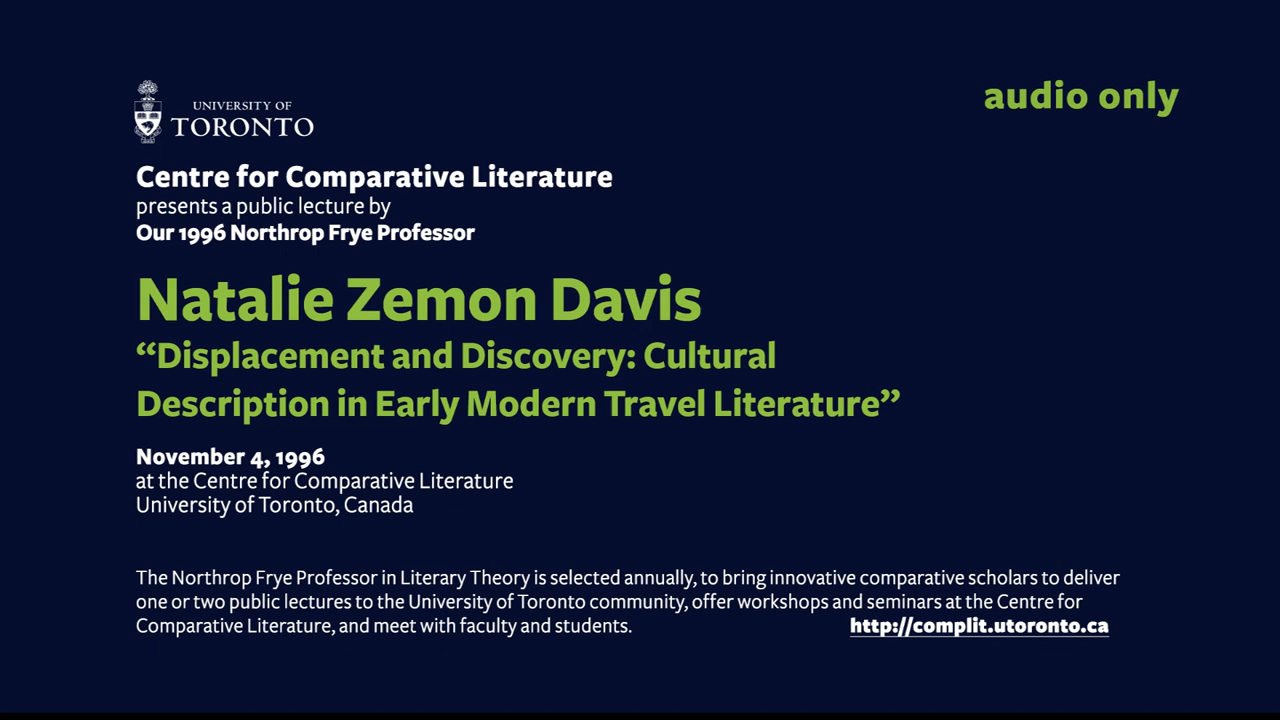 UNIVERSITY OF
TORONTO
audio only
Centre for Comparative Literature
presents a public lecture by
Our 1996 Northrop Frye Professor
Natalie Zemon Davis
“Displacement and Discovery: Cultural
Description in Early Modern Travel Literature”
November 4, 1996
at the Centre for Comparative Literature
University of Toronto, Canada
The Northrop Frye Professor in Literary Theory is selected annually, to bring innovative comparative scholars to deliver
one or two public lectures to the University of Toronto community, offer workshops and seminars at the Centre for
Comparative Literature, and meet with faculty and students. http://complit.utoronto.ca